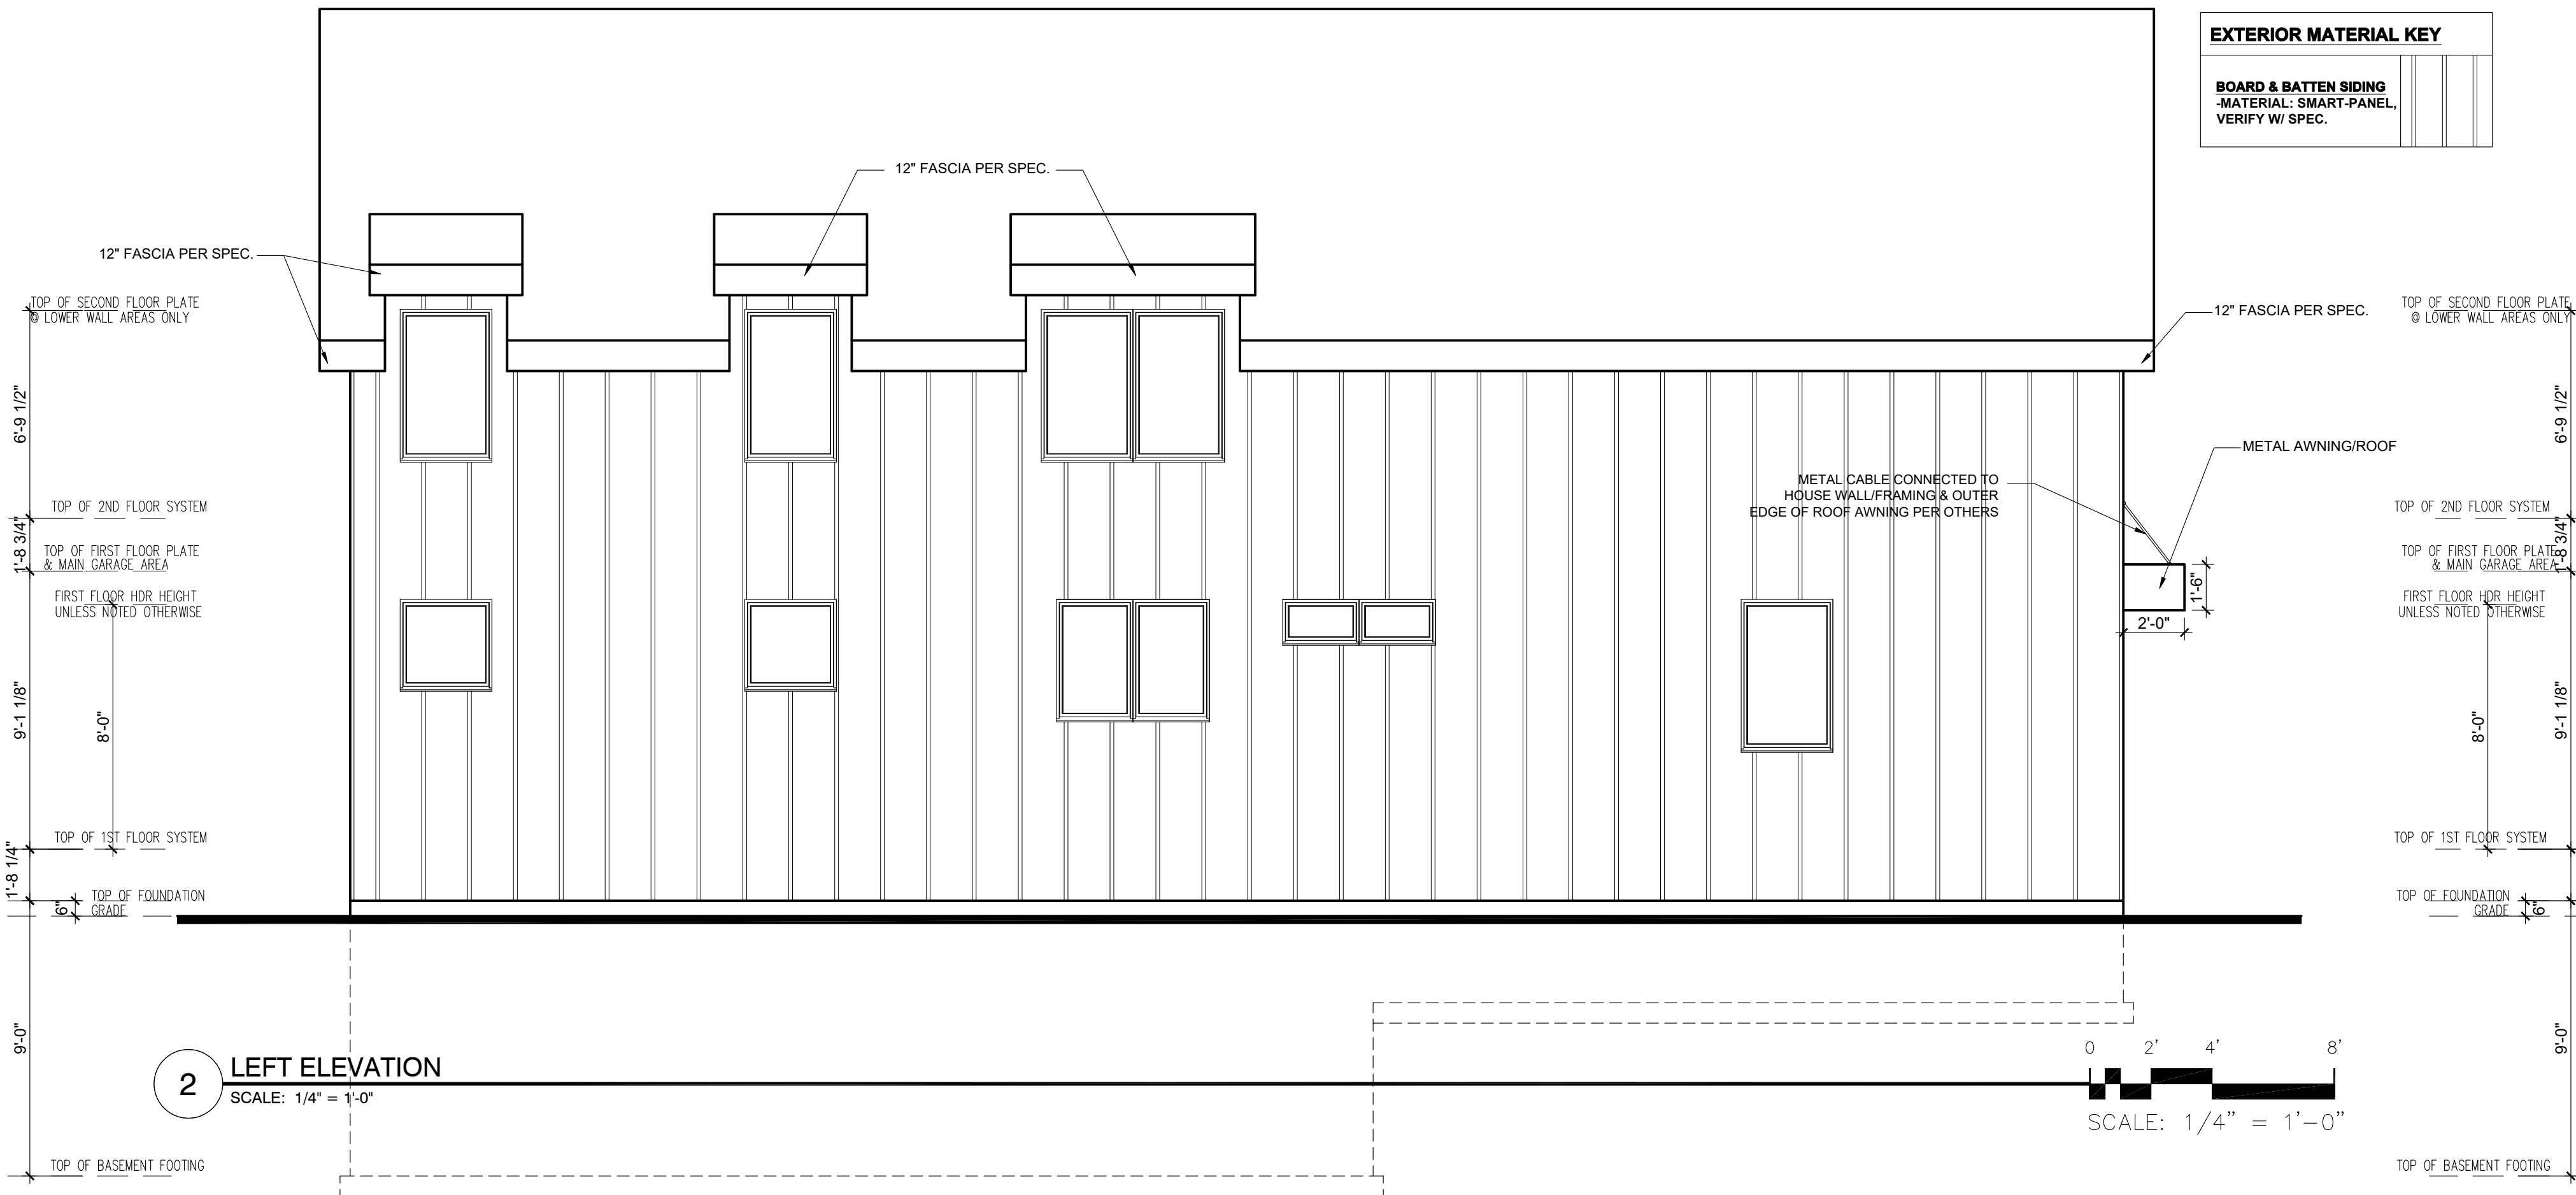 EXTERIOR MATERIAL KEY
BOARD & BATTEN SIDING
-MATERIAL: SMART-PANEL,
VERIFY W/ SPEC.
12" FASCIA PER SPEC.
12" FASCIA PER SPEC.
12" FASCIA PER SPEC.
TOP OF SECOND FLOOR PLATE
@ LOWER WALL AREAS ONLY
6'-9 1/2"
TOP OF 2ND FLOOR SYSTEM
1'-8 3/4"
TOP OF FIRST FLOOR PLATE
& MAIN GARAGE AREA
FIRST FLOOR HDR HEIGHT
UNLESS NOTED OTHERWISE
9'-1 1/8"
8'-0"
TOP OF 1ST FLOOR SYSTEM
1'-8 1/4"
TOP OF FOUNDATION
6"
GRADE
9'-0"
TOP OF BASEMENT FOOTING
METAL AWNING/ROOF
METAL CABLE CONNECTED TO
HOUSE WALL/FRAMING & OUTER
EDGE OF ROOF AWNING PER OTHERS
1'-6"
2'-0"
TOP OF SECOND FLOOR PLATE
@ LOWER WALL AREAS ONLY
6'-9 1/2"
TOP OF 2ND FLOOR SYSTEM
1'-8 3/4"
TOP OF FIRST FLOOR PLATE
& MAIN GARAGE AREA
FIRST FLOOR HDR HEIGHT
UNLESS NOTED OTHERWISE
9'-1 1/8"
8'-0"
TOP OF 1ST FLOOR SYSTEM
TOP OF FOUNDATION
GRADE
6"
9'-0"
TOP OF BASEMENT FOOTING
2
LEFT ELEVATION
SCALE: 1/4" = 1'-0"
0 2' 4' 8'
SCALE: 1/4" = 1'-0"